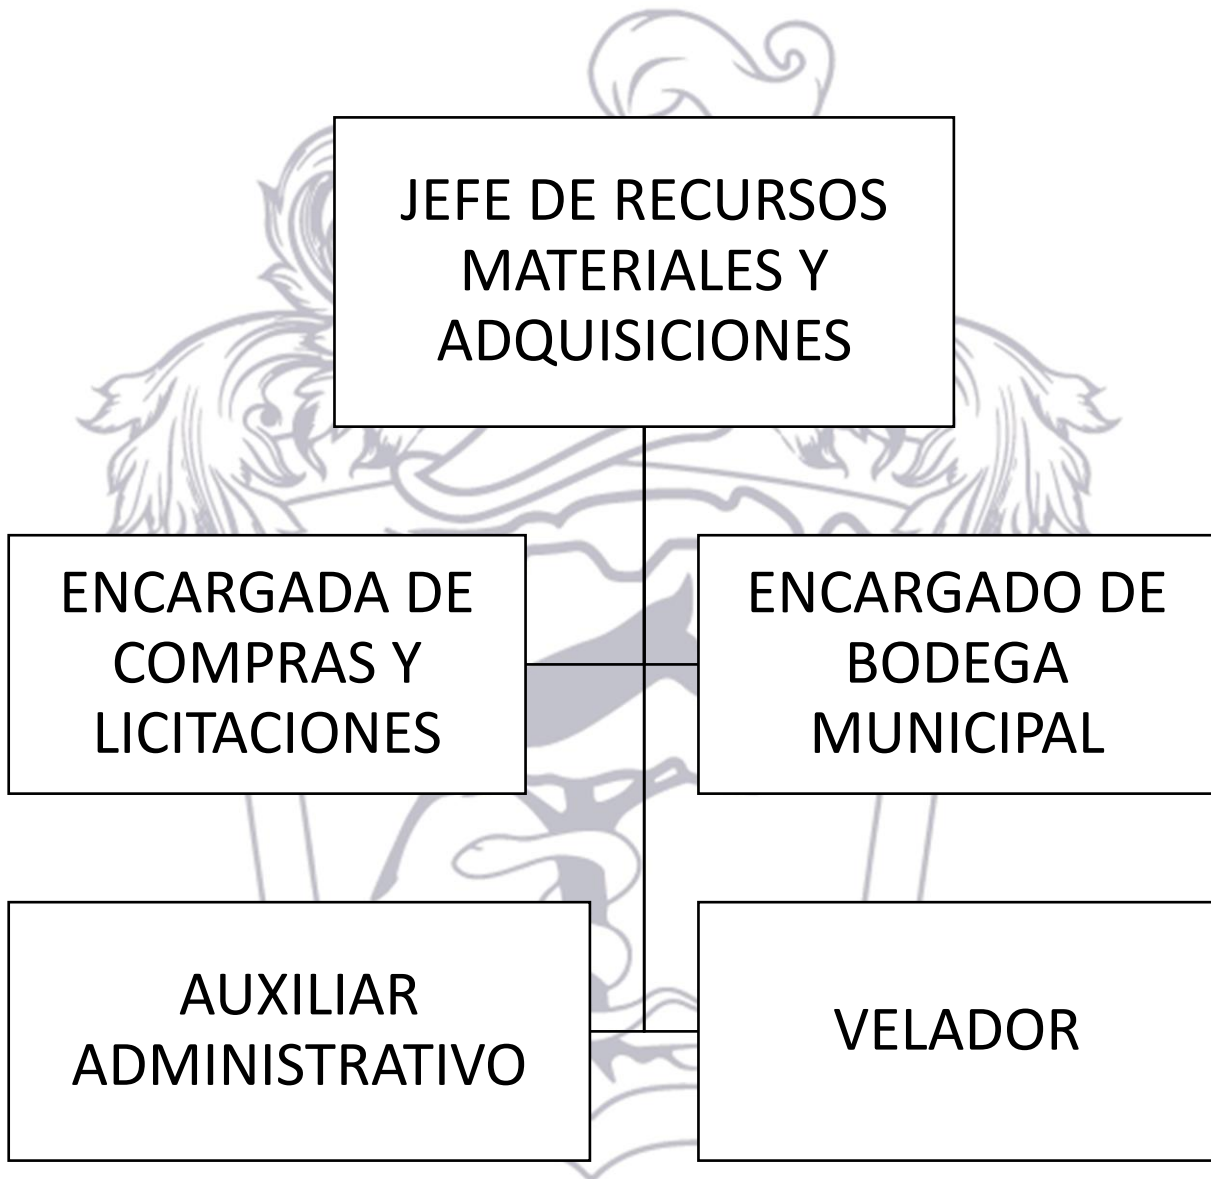 JEFE DE RECURSOS
MATERIALES Y
ADQUISICIONES
ENCARGADA DE
COMPRAS Y
LICITACIONES
ENCARGADO DE
BODEGA
MUNICIPAL
AUXILIAR
ADMINISTRATIVO
VELADOR